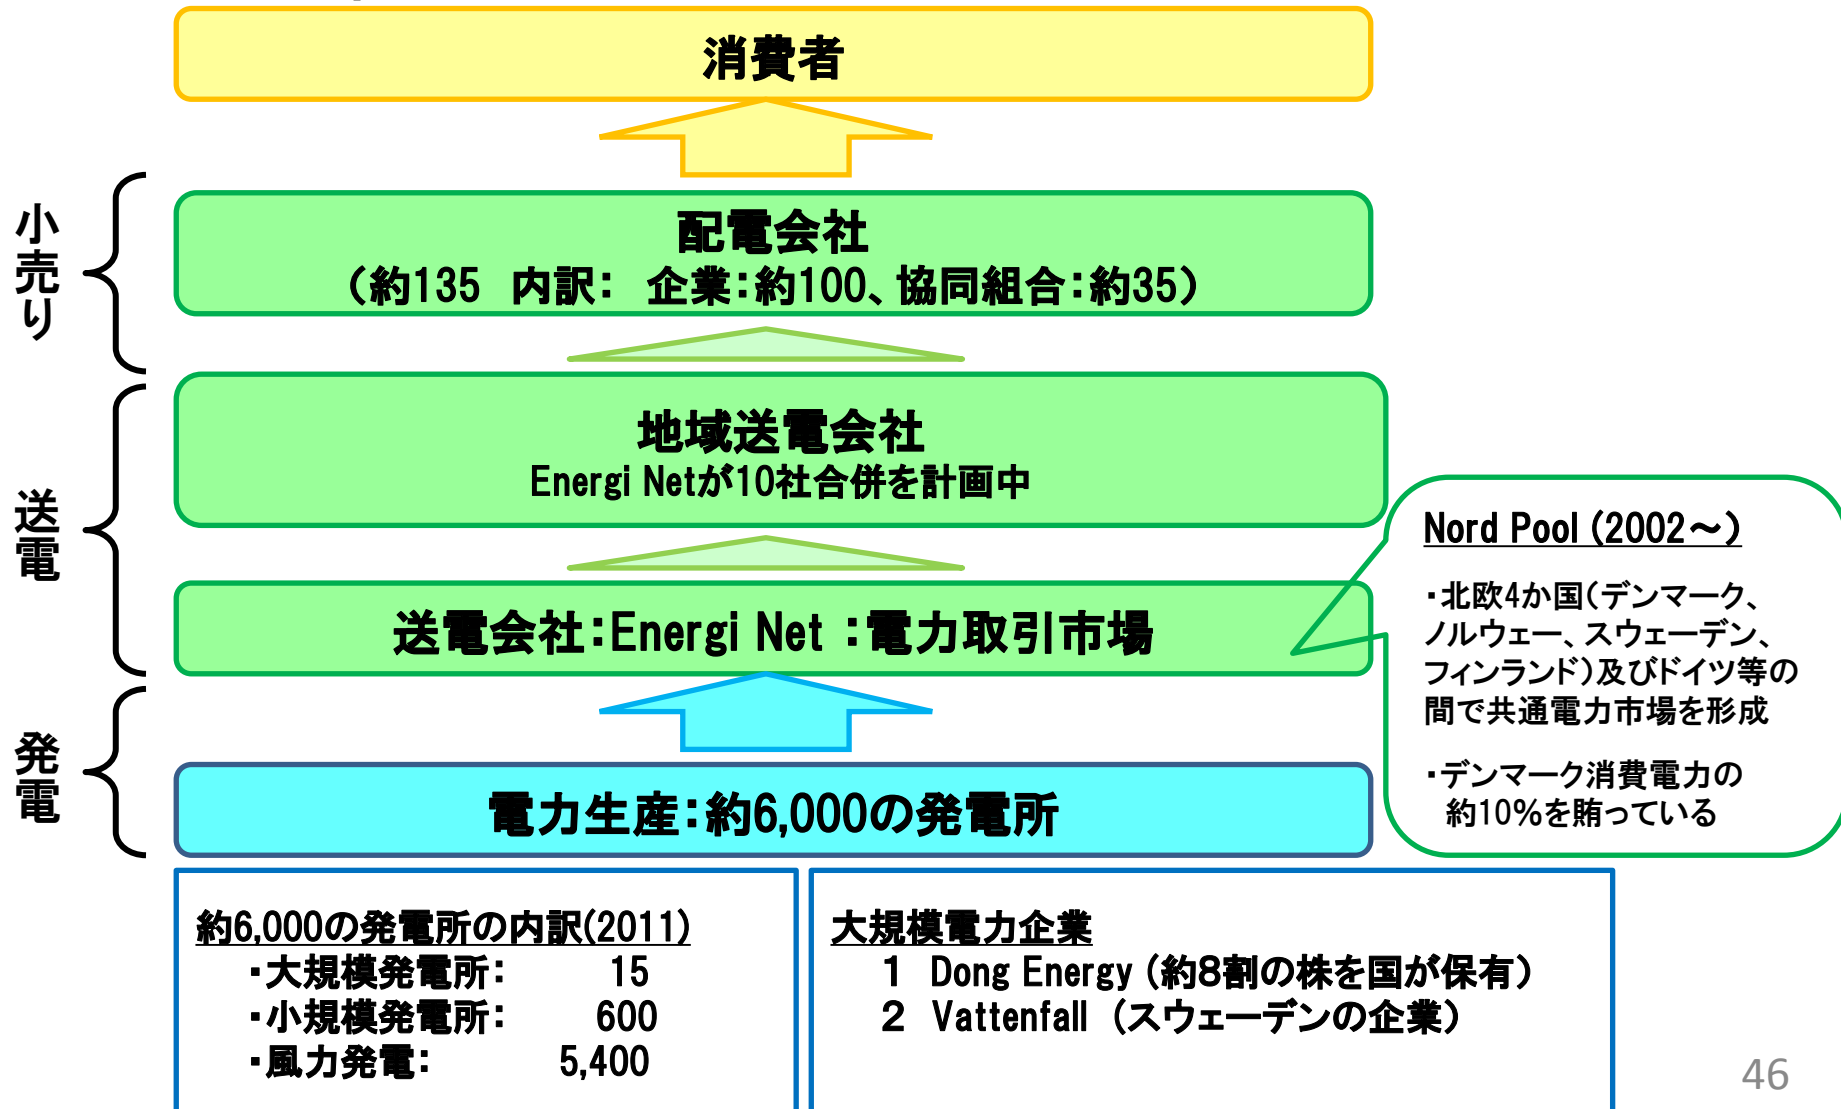 消費者
小売り
配電会社
（約135 内訳： 企業：約100、協同組合：約35）
送電
地域送電会社
Energi Netが10社合併を計画中
送電会社：Energi Net ：電力取引市場
Nord Pool (2002～)
・北欧4か国（デンマーク、
ノルウェー、スウェーデン、
フィンランド）及びドイツ等の
間で共通電力市場を形成
・デンマーク消費電力の
約10%を賄っている
発電
電力生産：約6,000の発電所
約6,000の発電所の内訳(2011)
・大規模発電所： 15
・小規模発電所： 600
・風力発電： 5,400
大規模電力企業
1 Dong Energy (約8割の株を国が保有)
2 Vattenfall (スウェーデンの企業)
46